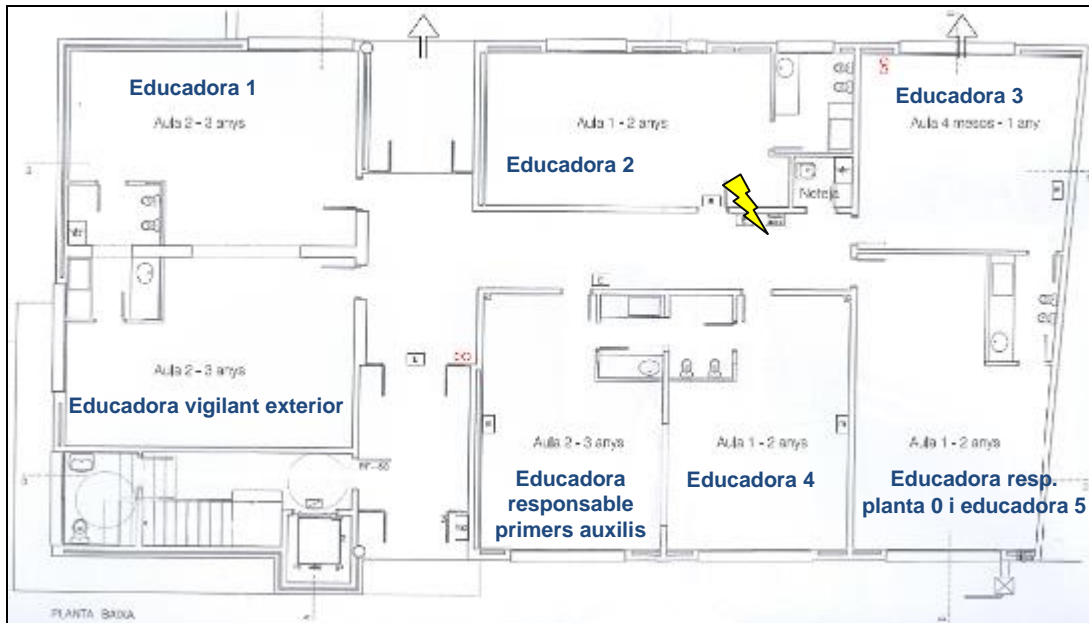 Educadora 1
Aula 2 - 3 anys
Aula 1 - 2 anys
Educadora 2
Educadora 3
Aula 4 mesos - 1 any
Neteja
Aula 2 - 3 anys
Educadora vigilant exterior
Aula 2 - 3 anys
Educadora
responsable
primers auxilis
Aula 1 - 2 anys
Educadora 4
Aula 1 - 2 anys
Educadora resp.
planta 0 i educadora 5
PLANTA BAIXA